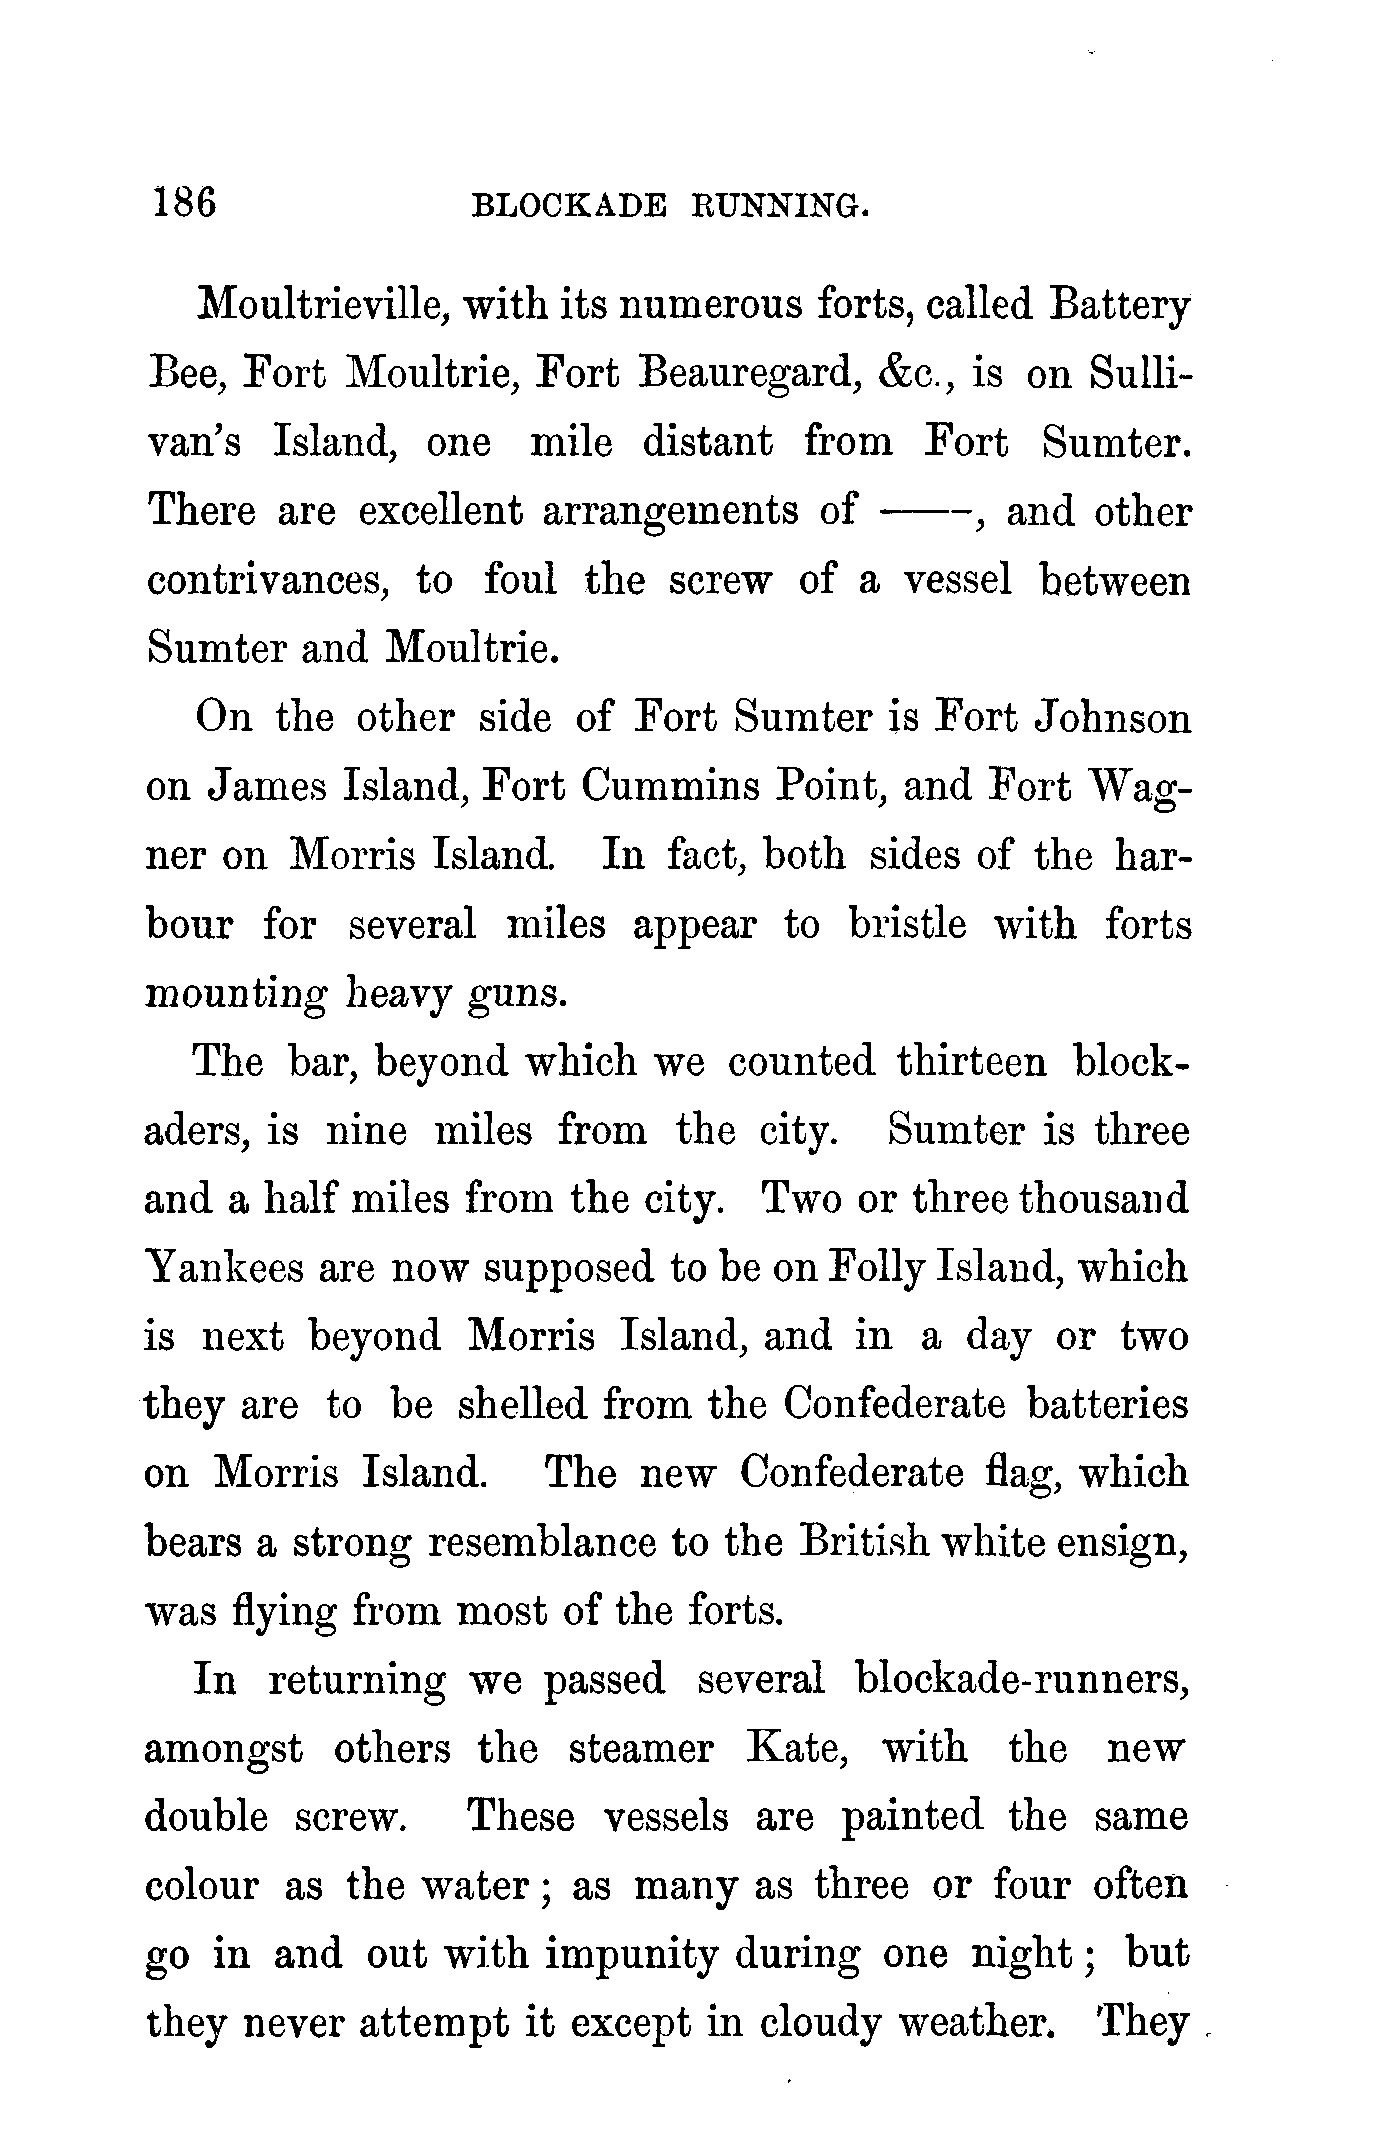 186 BLOCKADE RUNNING.
Moultrieville, with its numerous forts, called Battery
Bee, Fort Moultrie, Fort Beauregard, &c., is on Sulli-
van's Island, one mile distant from Fort Sumter.
There are excellent arrangements of ——, and other
contrivances, to foul the screw of a vessel between
Sumter and Moultrie.
On the other side of Fort Sumter is Fort Johnson
on James Island, Fort Cummins Point, and Fort Wag-
ner on Morris Island. In fact, both sides of the har-
bour for several miles appear to bristle with forts
mounting heavy guns.
The bar, beyond which we counted thirteen block-
aders, is nine miles from the city. Sumter is three
and a half miles from the city. Two or three thousand
Yankees are now supposed to be on Folly Island, which
is next beyond Morris Island, and in a day or two
they are to be shelled from the Confederate batteries
on Morris Island. The new Confederate flag, which
bears a strong resemblance to the British white ensign,
was flying from most of the forts.
In returning we passed several blockade-runners,
amongst others the steamer Kate, with the new
double screw. These vessels are painted the same
colour as the water; as many as three or four often
go in and out with impunity during one night; but
they never attempt it except in cloudy weather. They